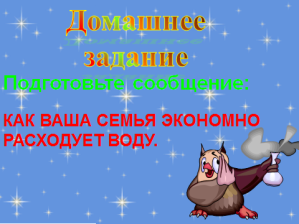 Домашнее
задание
Подготовьте сообщение:
КАК ВАША СЕМЬЯ ЭКОНОМНО
РАСХОДУЕТ ВОДУ.